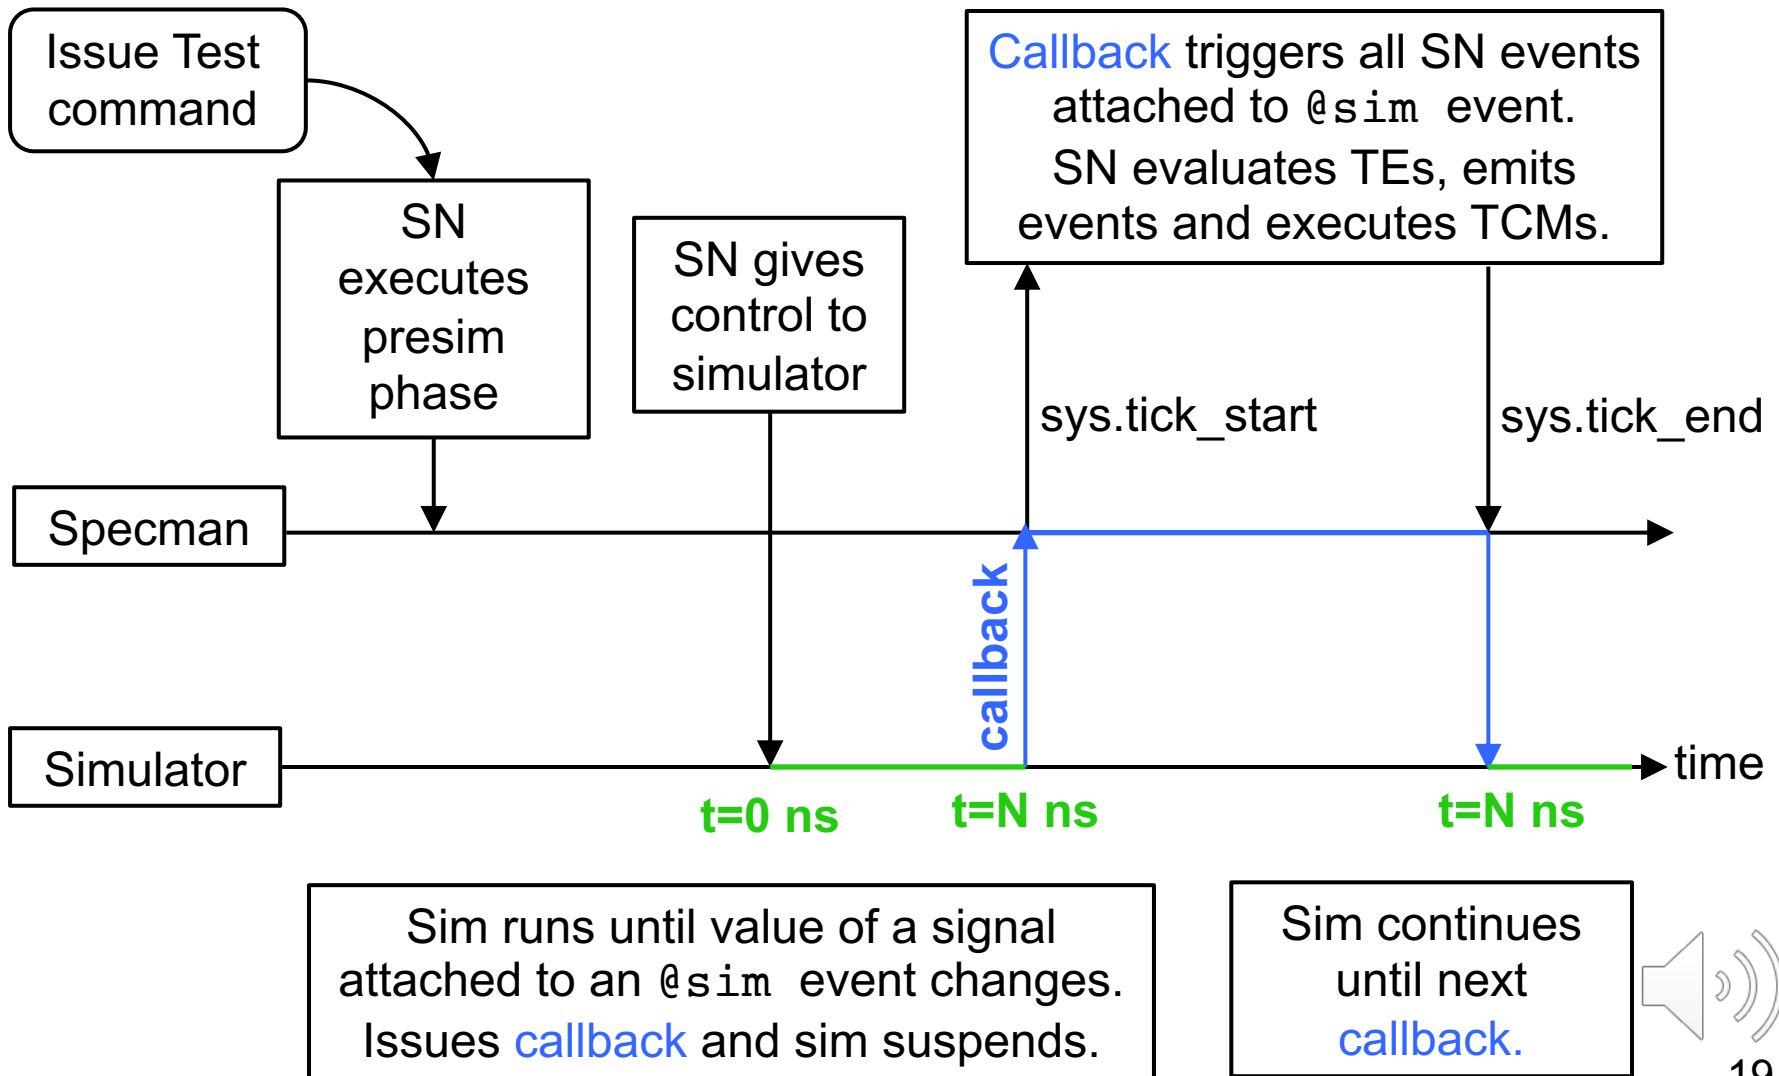 Issue Test
command
SN
executes
presim
phase
SN gives
control to
simulator
Callback triggers all SN events
attached to @sim event.
SN evaluates TEs, emits
events and executes TCMs.
sys.tick_start
sys.tick_end
Specman
callback
Simulator
time
t=0 ns
t=N ns
t=N ns
Sim runs until value of a signal
attached to an @sim event changes.
Issues callback and sim suspends.
Sim continues
until next
callback.
19